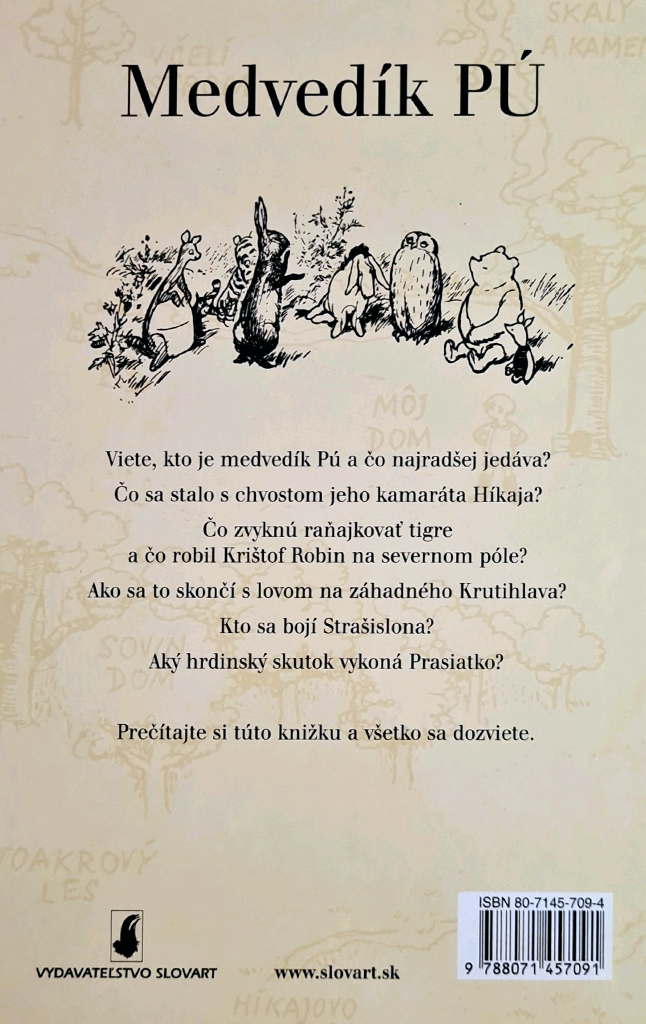 SKALY
A KAMEN
VČELÍ
Medvedík PÚ
MÔJ
DOM
Viete, kto je medvedík Pú a čo najradšej jedáva?
Čo sa stalo s chvostom jeho kamaráta Híkaja?
Čo zvyknú raňajkovať tigre
a čo robil Krištof Robin na severnom póle?
Ako sa to skončí s lovom na záhadného Krutihlava?
Kto sa bojí Strašislona?
SOVIN
DOM
Aký hrdinský skutok vykoná Prasiatko?
Prečítajte si túto knižku a všetko sa dozviete.
TOAKROVÝ
LES
ISBN 80-7145-709-4
9 788071 457091
VYDAVATEĽSTVO SLOVART
www.slovart.sk
HÍKAJOVO